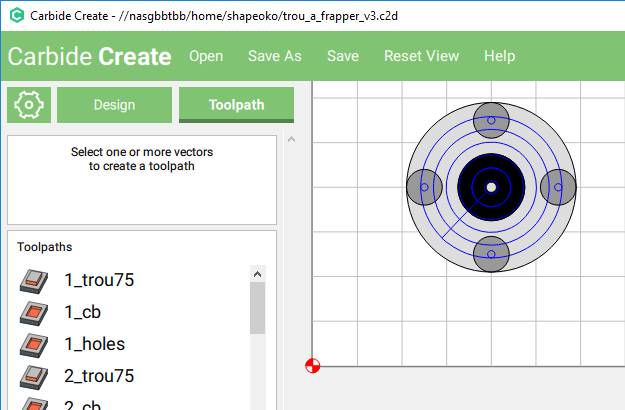 Carbide Create - //nasgbbtbb/home/shapeoko/trou_a_frapper_v3.c2d
Carbide Create Open Save As Save Reset View Help
Design Toolpath
Select one or more vectors
to create a toolpath
Toolpaths
1_trou75
1_cb
1_holes
2_trou75
2_cb